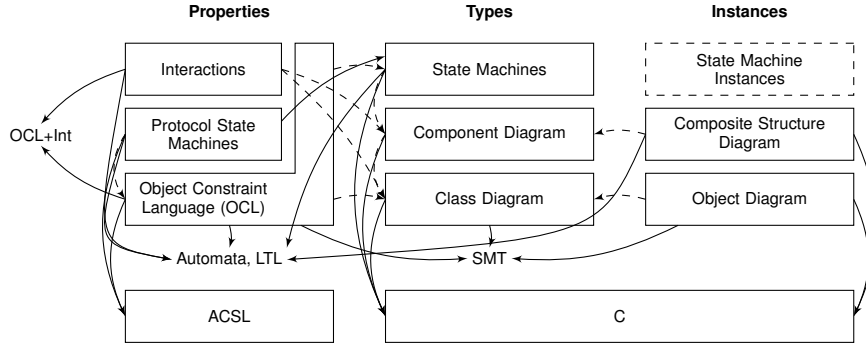 Properties
Types
Instances
Interactions
State Machines
State Machine
Instances
OCL+Int
Protocol State
Machines
Component Diagram
Composite Structure
Diagram
Object Constraint
Language (OCL)
Class Diagram
Object Diagram
Automata, LTL
SMT
ACSL
C